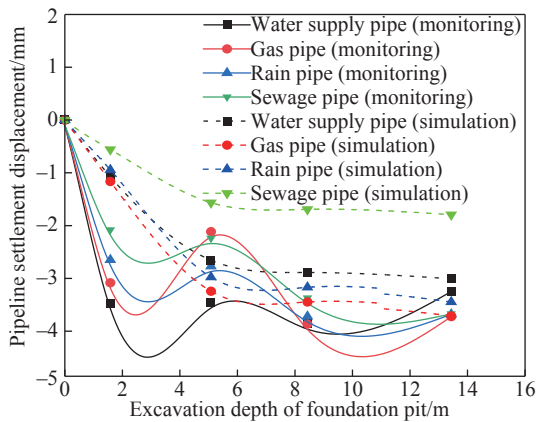 Pipeline settlement displacement/mm
2
1
0
−1
−2
−3
−4
−5
Water supply pipe (monitoring)
Gas pipe (monitoring)
Rain pipe (monitoring)
Sewage pipe (monitoring)
Water supply pipe (simulation)
Gas pipe (simulation)
Rain pipe (simulation)
Sewage pipe (simulation)
0 2 4 6 8 10 12 14 16
Excavation depth of foundation pit/m